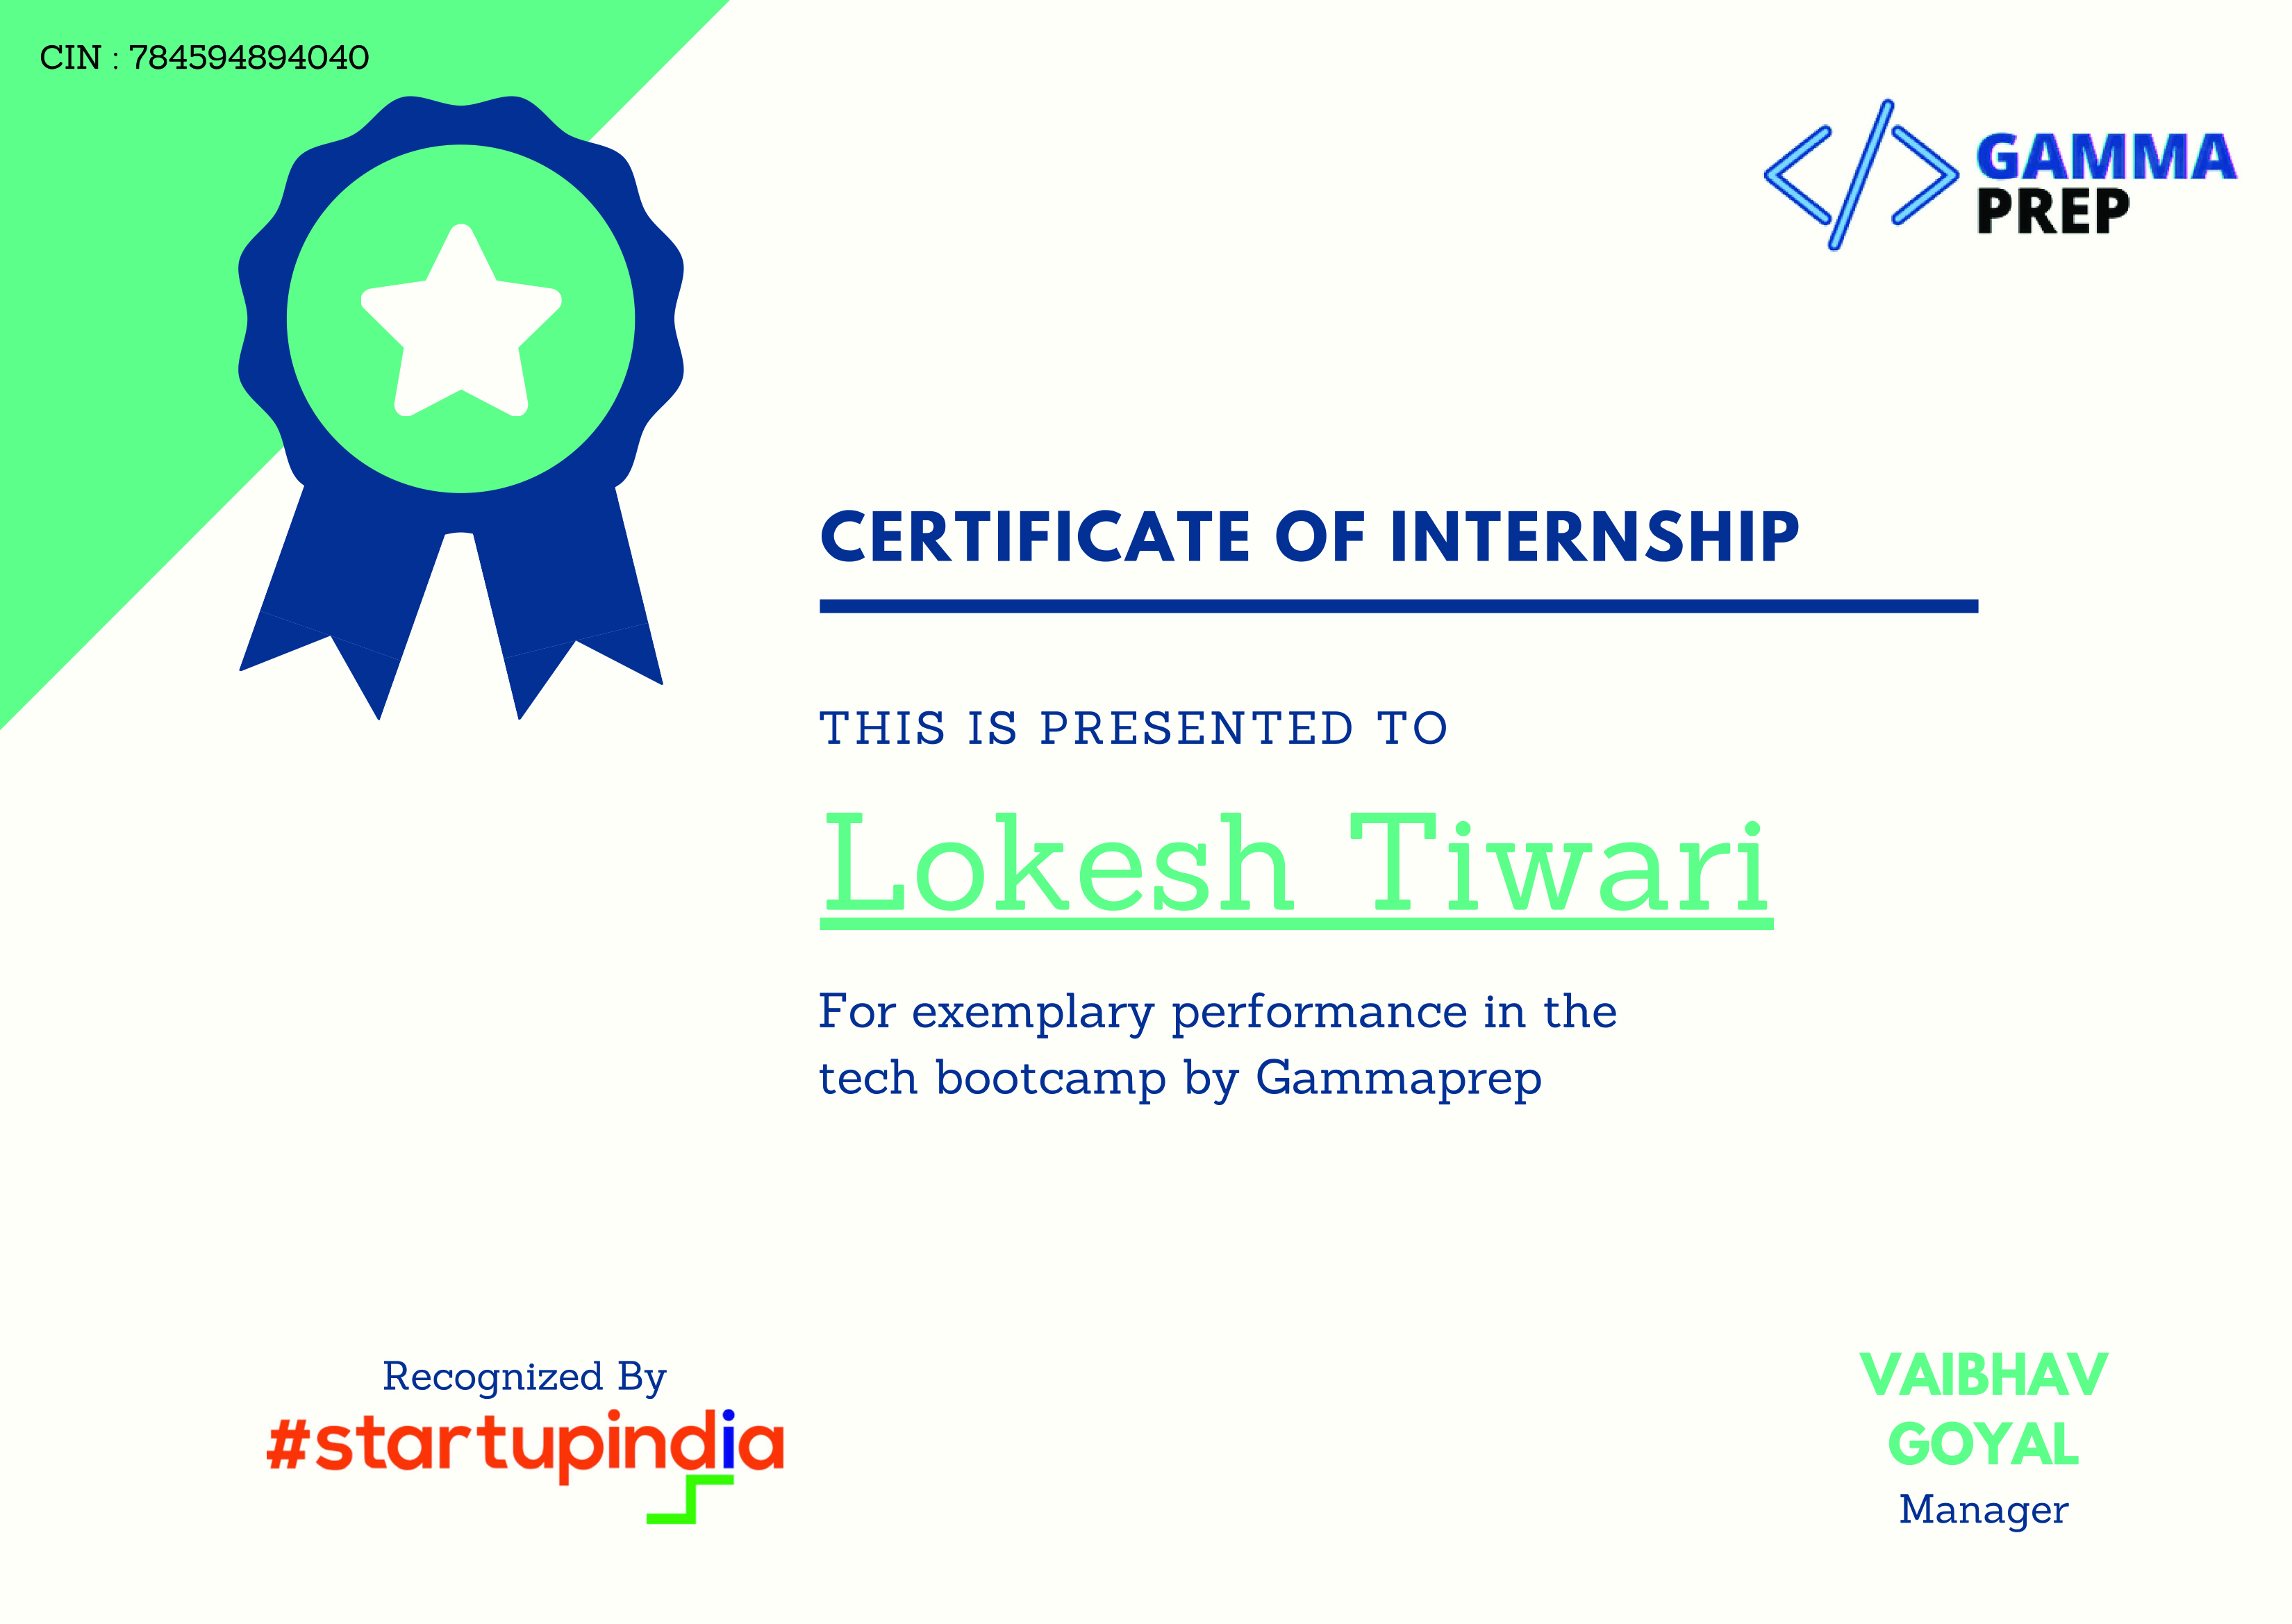 CIN : 784594894040
GAMMA
PREP
CERTIFICATE OF INTERNSHIP
THIS IS PRESENTED TO
Lokesh Tiwari
For exemplary performance in the
tech bootcamp by Gammaprep
Recognized By
#startupindia
VAIBHAV
GOYAL
Manager